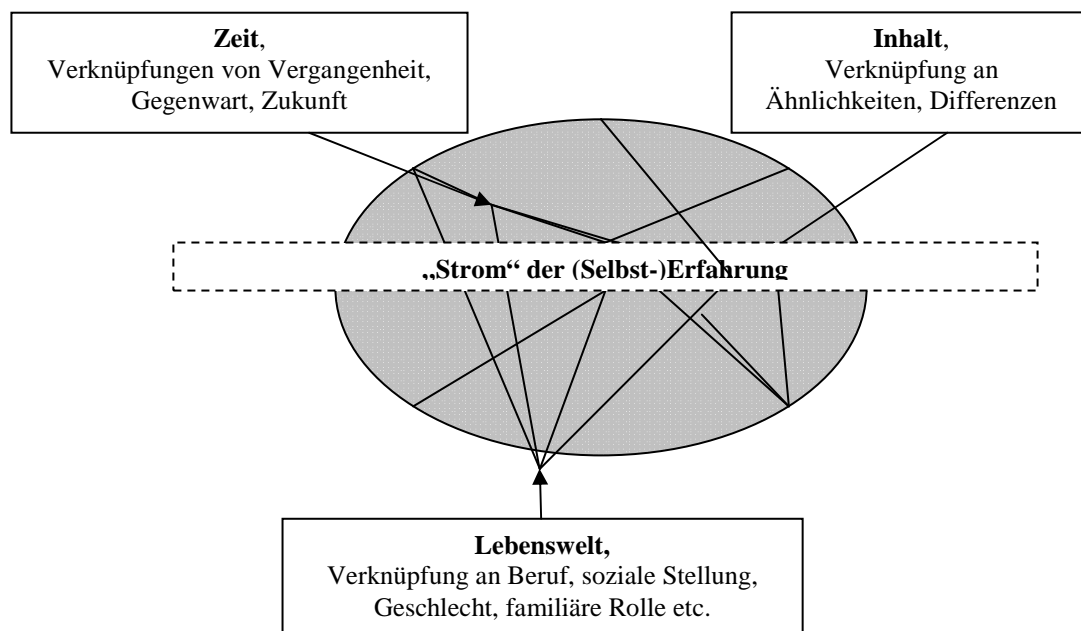 Zeit,
Verknüpfungen von Vergangenheit,
Gegenwart, Zukunft
Inhalt,
Verknüpfung an
Ähnlichkeiten, Differenzen
„Strom“ der (Selbst-)Erfahrung
Lebenswelt,
Verknüpfung an Beruf, soziale Stellung,
Geschlecht, familiäre Rolle etc.